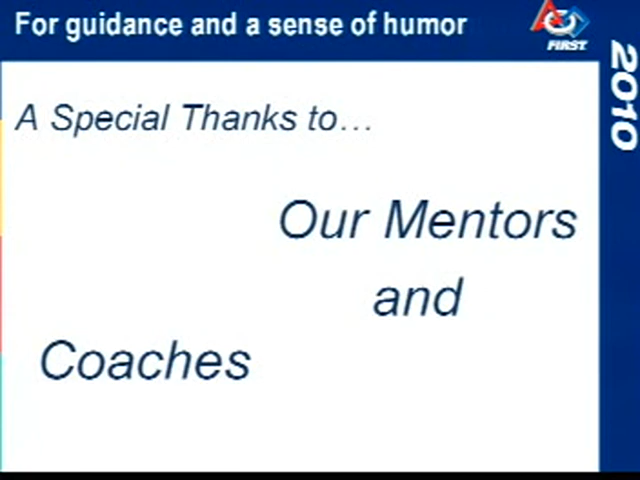 For guidance and a sense of humor
FIRST
2010
A Special Thanks to…
Our Mentors
and
Coaches